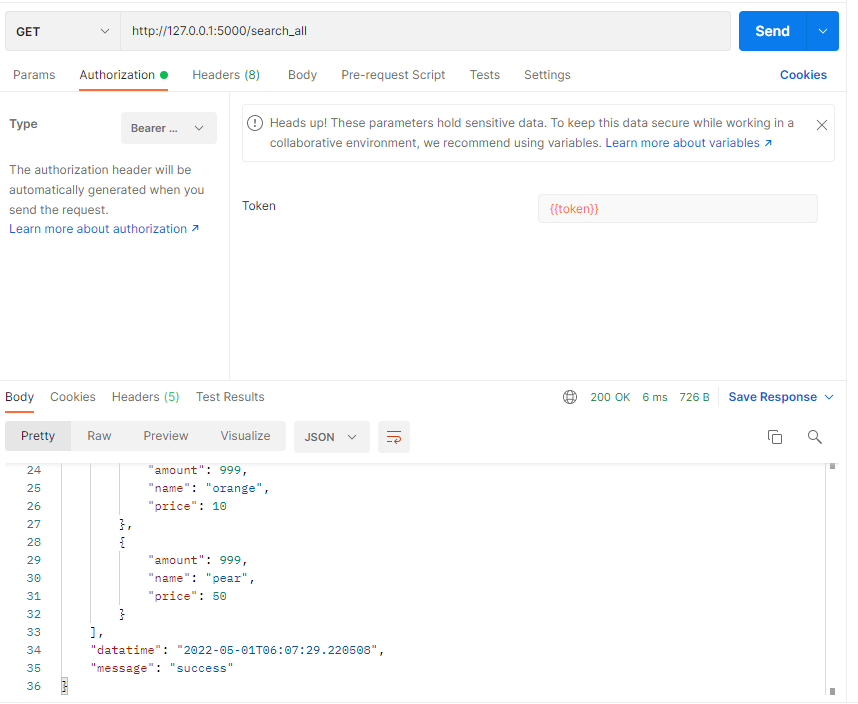 GET http://127.0.0.1:5000/search_all Send
Params Authorization Headers (8) Body Pre-request Script Tests Settings Cookies
Type Bearer ...
The authorization header will be
automatically generated when you
send the request.
Learn more about authorization ↗
Heads up! These parameters hold sensitive data. To keep this data secure while working in a
collaborative environment, we recommend using variables. Learn more about variables ↗
Token {{token}}
Body Cookies Headers (5) Test Results 200 OK 6 ms 726 B Save Response
Pretty Raw Preview Visualize JSON
24 "amount": 999,
25 "name": "orange",
26 "price": 10
27 },
28 {
29 "amount": 999,
30 "name": "pear",
31 "price": 50
32 }
33 ],
34 "datatime": "2022-05-01T06:07:29.220508",
35 "message": "success"
36 }